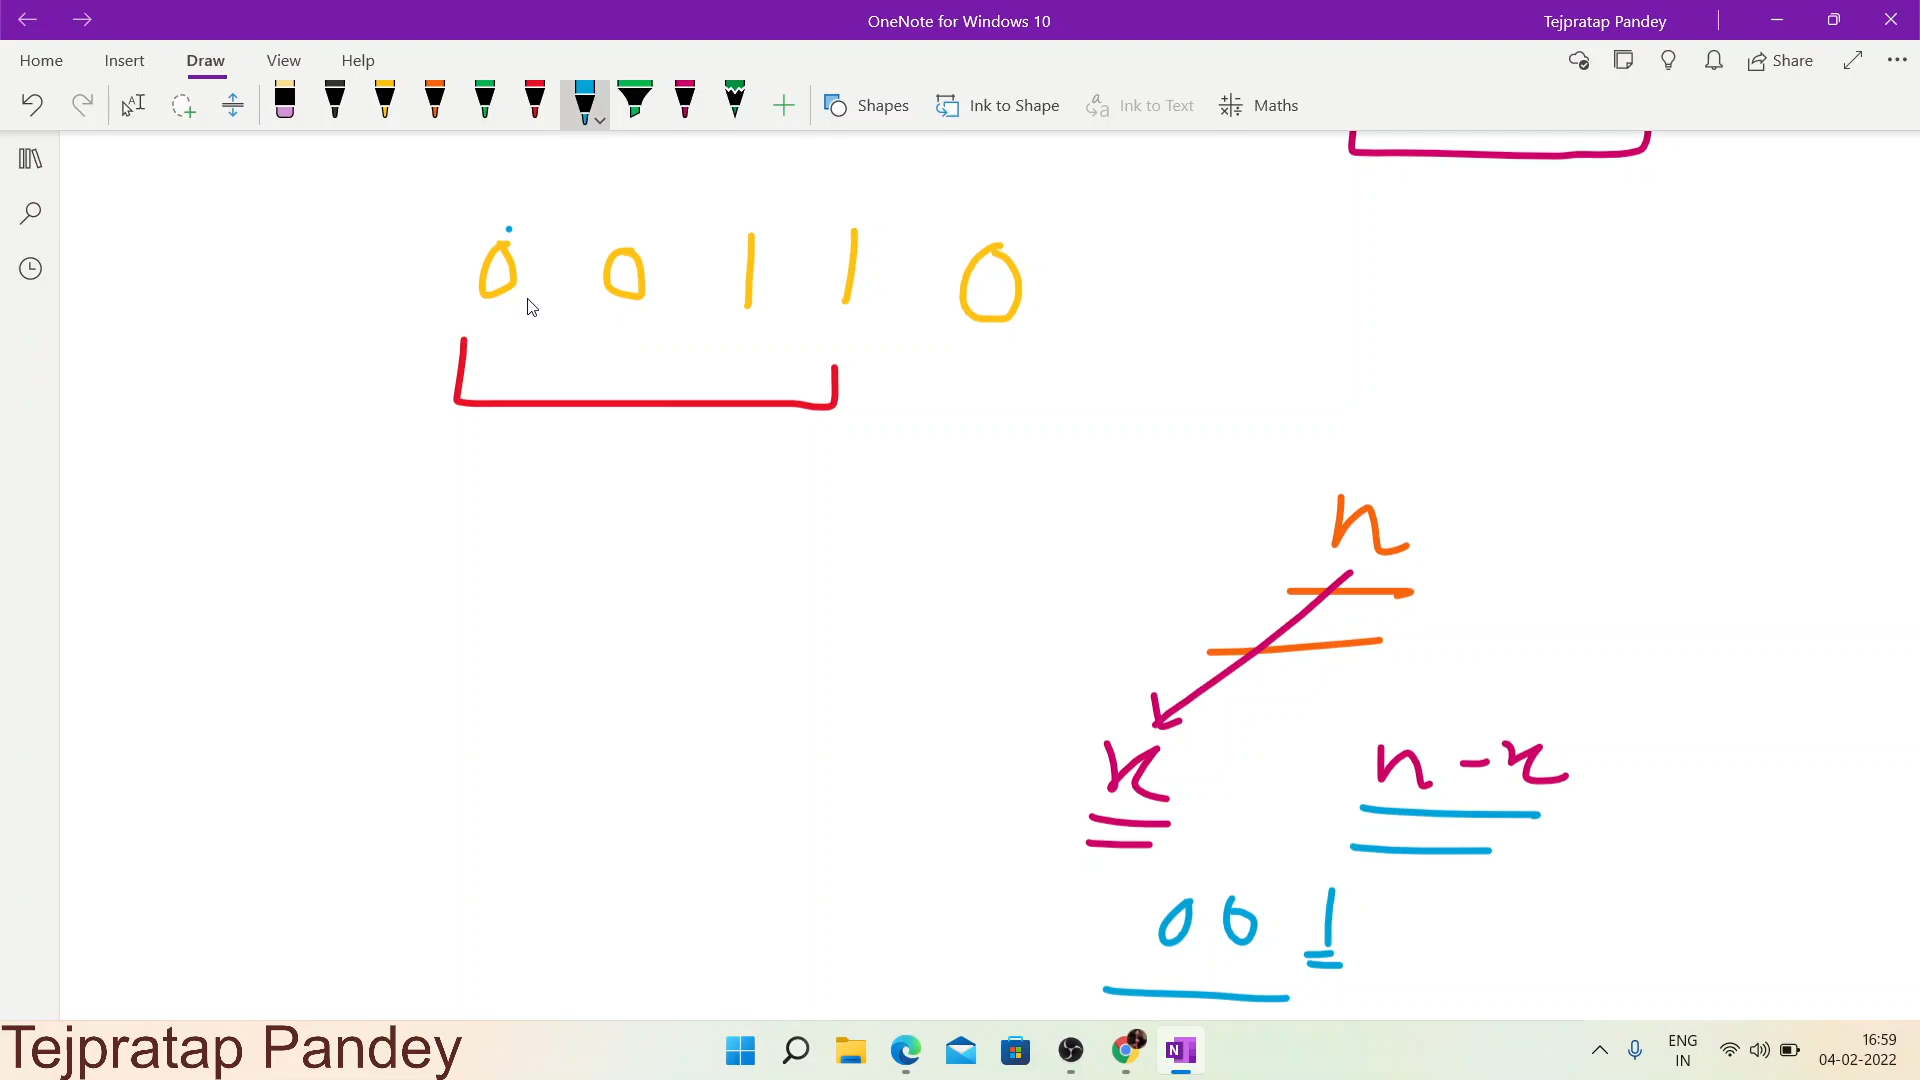 OneNote for Windows 10
Tejpratap Pandey
Home Insert Draw View Help
Share
Shapes Ink to Shape Ink to Text Maths
0 0 1 1 0
n
x n-x
0 0 1
Tejpratap Pandey
ENG
IN
16:59
04-02-2022